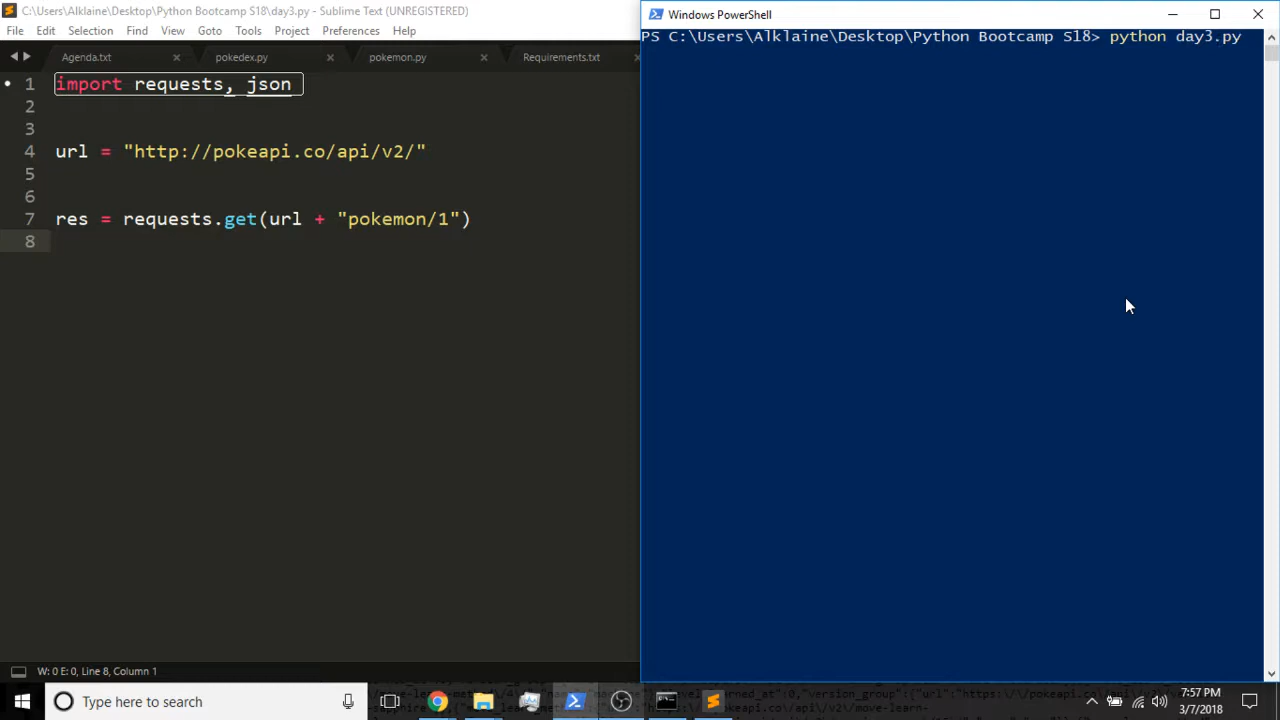 C:\Users\Alklaine\Desktop\Python Bootcamp S18\day3.py - Sublime Text (UNREGISTERED)
File Edit Selection Find View Goto Tools Project Preferences Help
Agenda.txt pokedex.py pokemon.py Requirements.txt
1 import requests, json
2
3
4 url = "http://pokeapi.co/api/v2/"
5
6
7 res = requests.get(url + "pokemon/1")
8
W: 0 E: 0, Line 8, Column 1
Windows PowerShell
PS C:\Users\Alklaine\Desktop\Python Bootcamp S18> python day3.py
Type here to search
7:57 PM
3/7/2018